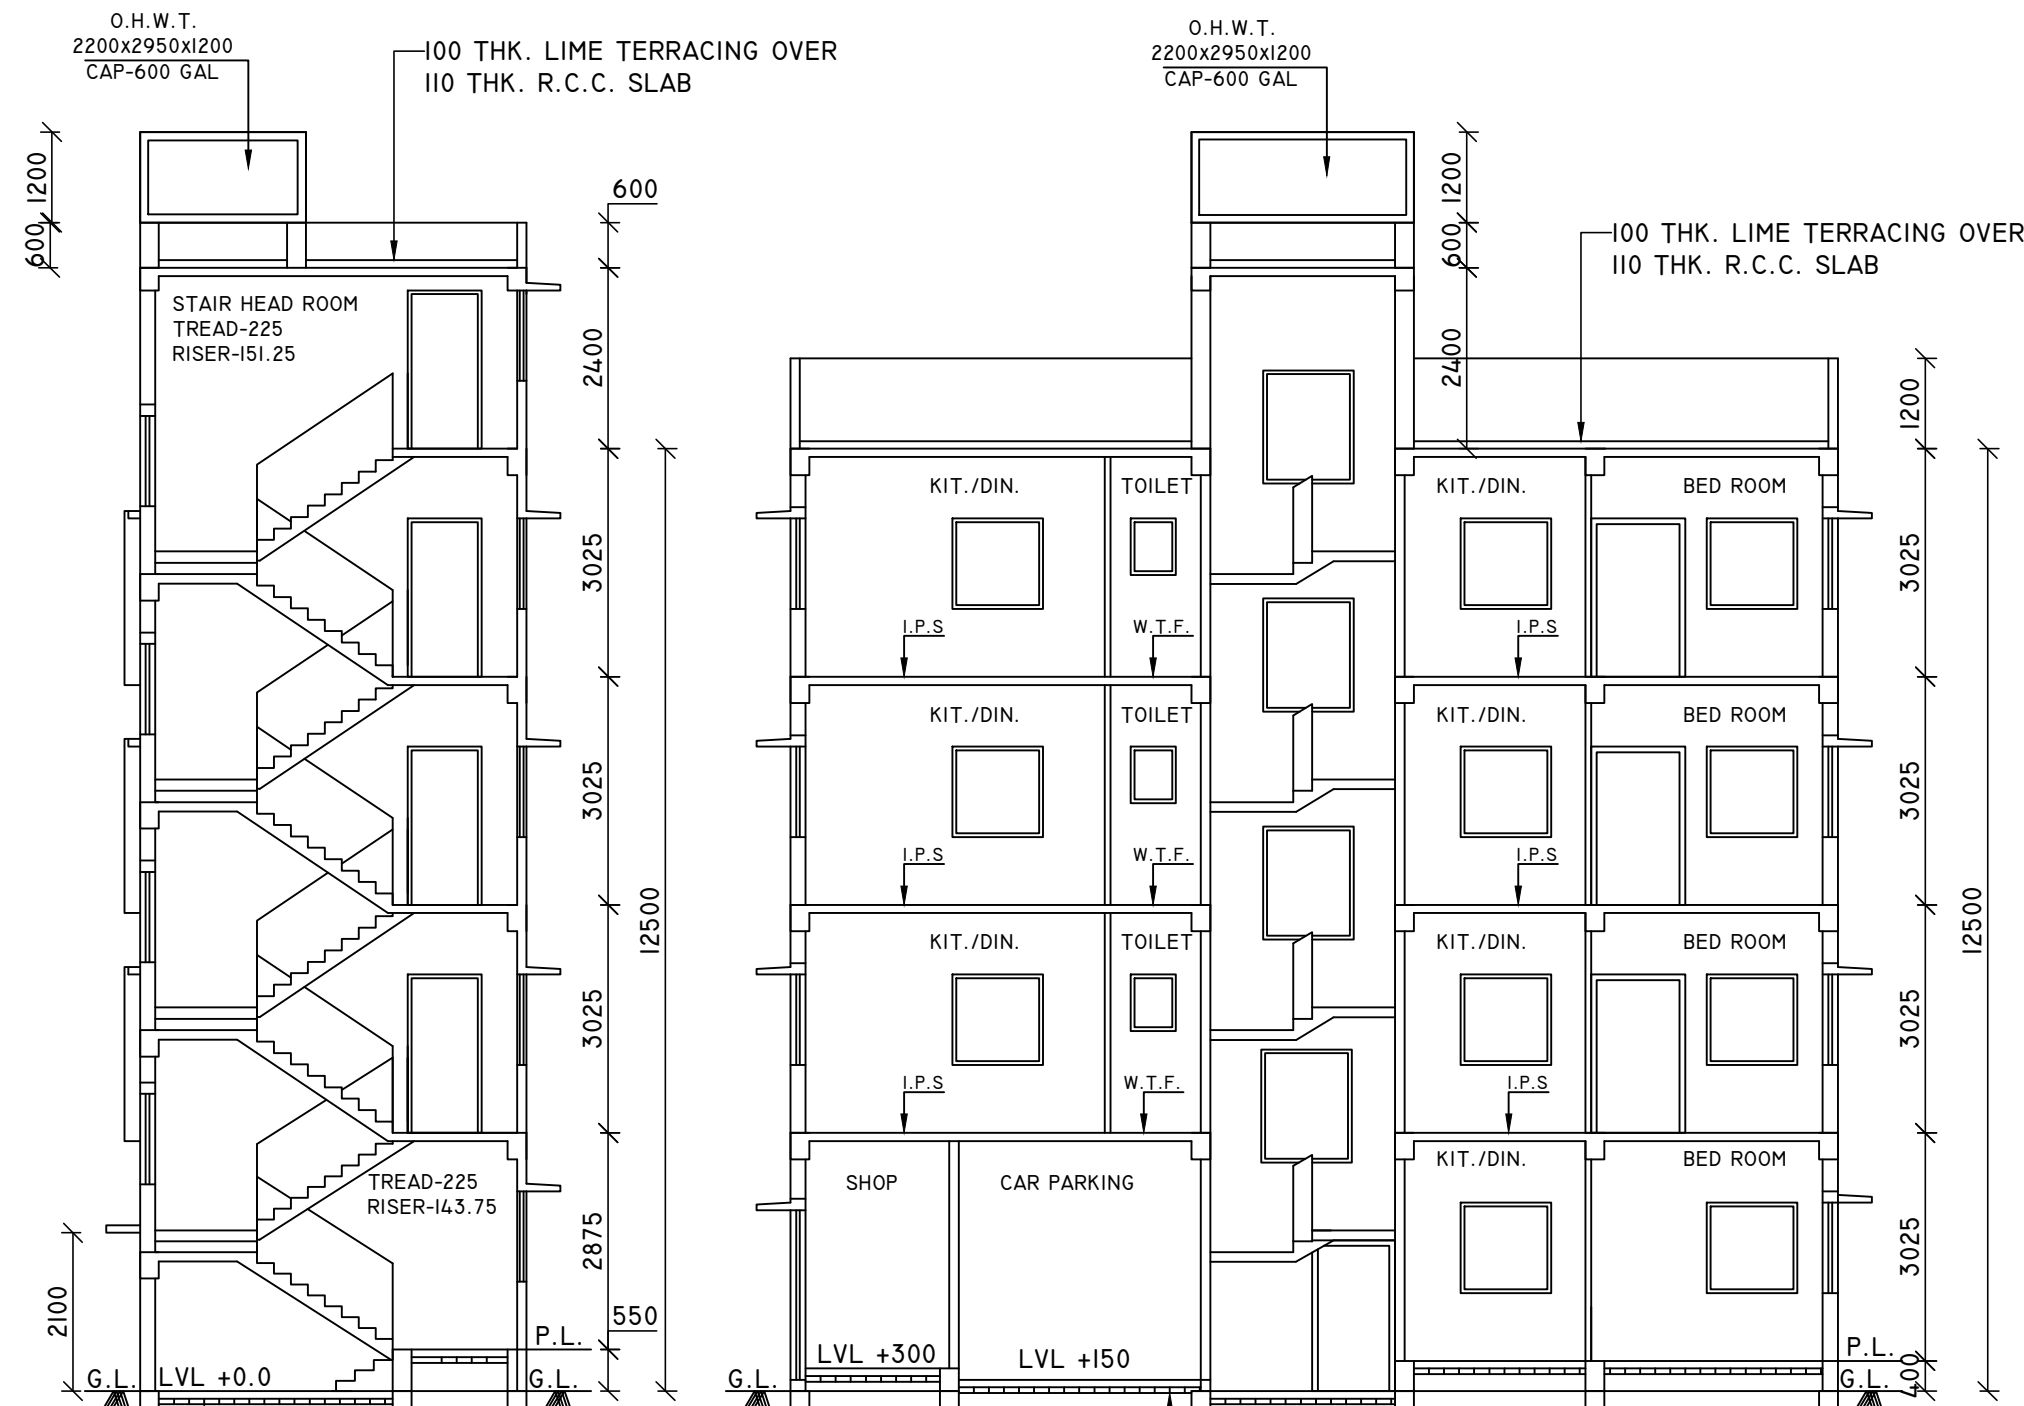 O.H.W.T.
2200x2950x1200
CAP-600 GAL
100 THK. LIME TERRACING OVER
110 THK. R.C.C. SLAB
1200
600
600
STAIR HEAD ROOM
TREAD-225
RISER-151.25
2400
3025
3025
3025
12500
TREAD-225
RISER-143.75
2875
2100
550
P.L.
G.L.
LVL +0.0
G.L.
O.H.W.T.
2200x2950x1200
CAP-600 GAL
1200
600
2400
100 THK. LIME TERRACING OVER
110 THK. R.C.C. SLAB
1200
KIT./DIN.
TOILET
KIT./DIN.
BED ROOM
3025
I.P.S
W.T.F.
I.P.S
KIT./DIN.
TOILET
KIT./DIN.
BED ROOM
3025
I.P.S
W.T.F.
I.P.S
KIT./DIN.
TOILET
KIT./DIN.
BED ROOM
3025
12500
I.P.S
W.T.F.
I.P.S
SHOP
CAR PARKING
KIT./DIN.
BED ROOM
3025
LVL +300
LVL +150
P.L.
400
G.L.
G.L.